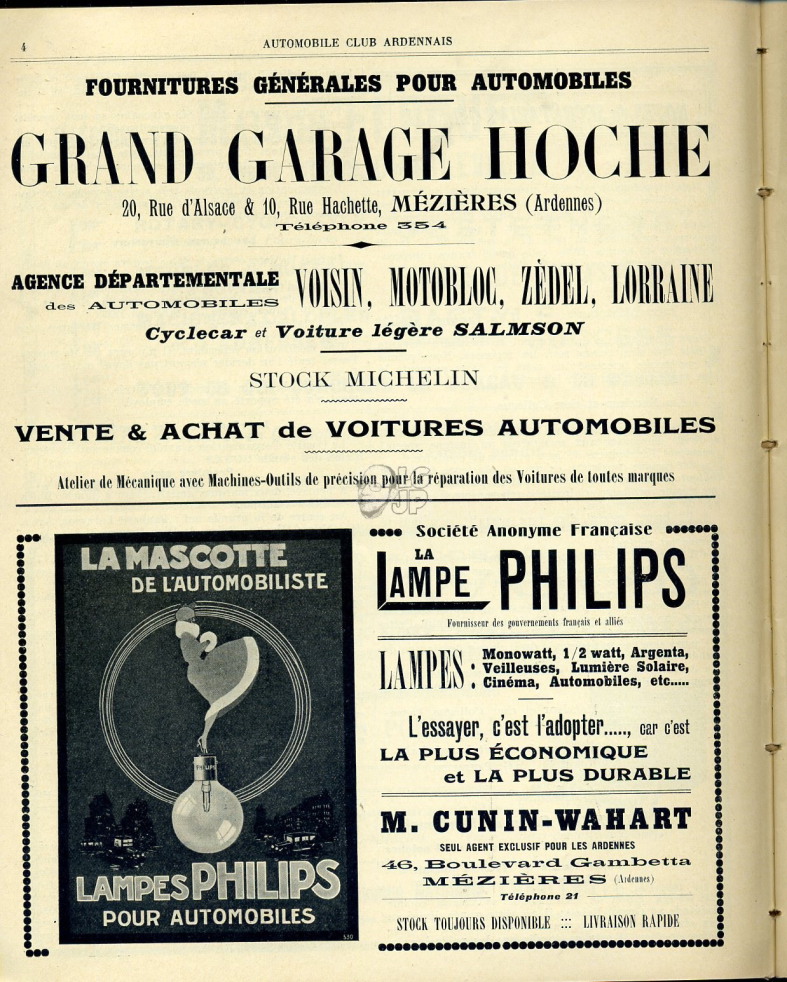 4
AUTOMOBILE CLUB ARDENNAIS
FOURNITURES GÉNÉRALES POUR AUTOMOBILES
GRAND GARAGE HOCHE
20, Rue d'Alsace & 10, Rue Hachette, MÉZIÈRES (Ardennes)
Téléphone 354
AGENCE DÉPARTEMENTALE
des AUTOMOBILES
VOISIN, MOTOBLOC, ZÈDEL, LORRAINE
Cyclecar et Voiture légère SALMSON
STOCK MICHELIN
VENTE & ACHAT de VOITURES AUTOMOBILES
Atelier de Mécanique avec Machines-Outils de précision pour la réparation des Voitures de toutes marques
LS
JP
LA MASCOTTE
DE L'AUTOMOBILISTE
PHILIPS
LAMPES PHILIPS
POUR AUTOMOBILES
Société Anonyme Française
LA
LAMPE PHILIPS
Fournisseur des gouvernements français et alliés
LAMPES :
Monowatt, 1/2 watt, Argenta,
Veilleuses, Lumière Solaire,
Cinéma, Automobiles, etc.....
L'essayer, c'est l'adopter....., car c'est
LA PLUS ÉCONOMIQUE
et LA PLUS DURABLE
M. CUNIN-WAHART
SEUL AGENT EXCLUSIF POUR LES ARDENNES
46, Boulevard Gambetta
MÉZIÈRES (Ardennes)
Téléphone 21
STOCK TOUJOURS DISPONIBLE ::: LIVRAISON RAPIDE